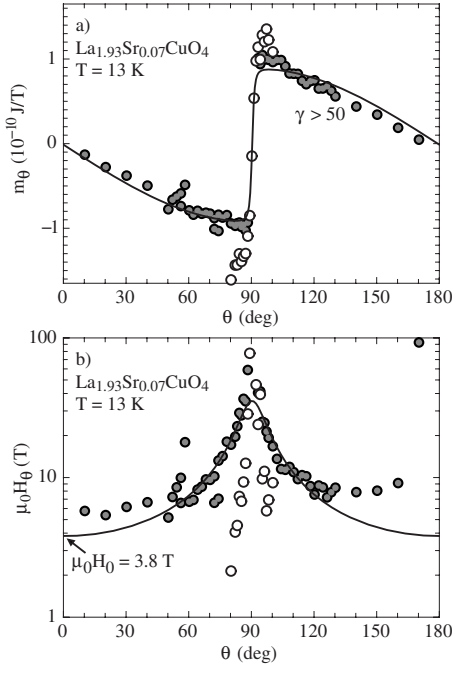 a)
La₁.₉₃Sr₀.₀₇CuO₄
T = 13 K
γ > 50
m_θ (10⁻¹⁰ J/T)
1
0
−1
0 30 60 90 120 150 180
θ (deg)
b)
La₁.₉₃Sr₀.₀₇CuO₄
T = 13 K
μ₀H_θ (T)
100
10
1
μ₀H₀ = 3.8 T
0 30 60 90 120 150 180
θ (deg)